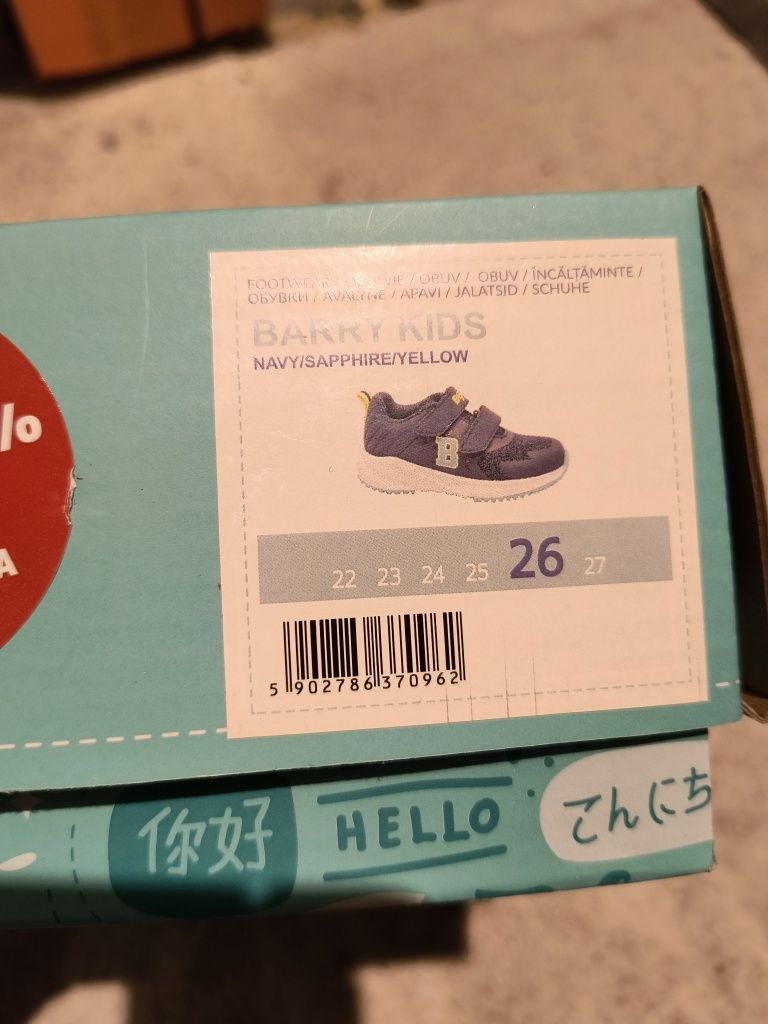 FOOTWEAR / OBUWIE / OBUV / OBUV / ÎNCĂLȚĂMINTE /
ОБУВКИ / AVALYNĖ / APAVI / JALATSID / SCHUHE
BARRY KIDS
NAVY/SAPPHIRE/YELLOW
B
22 23 24 25 26 27
5 902786 370962
%
A
你好
HELLO
こんにち